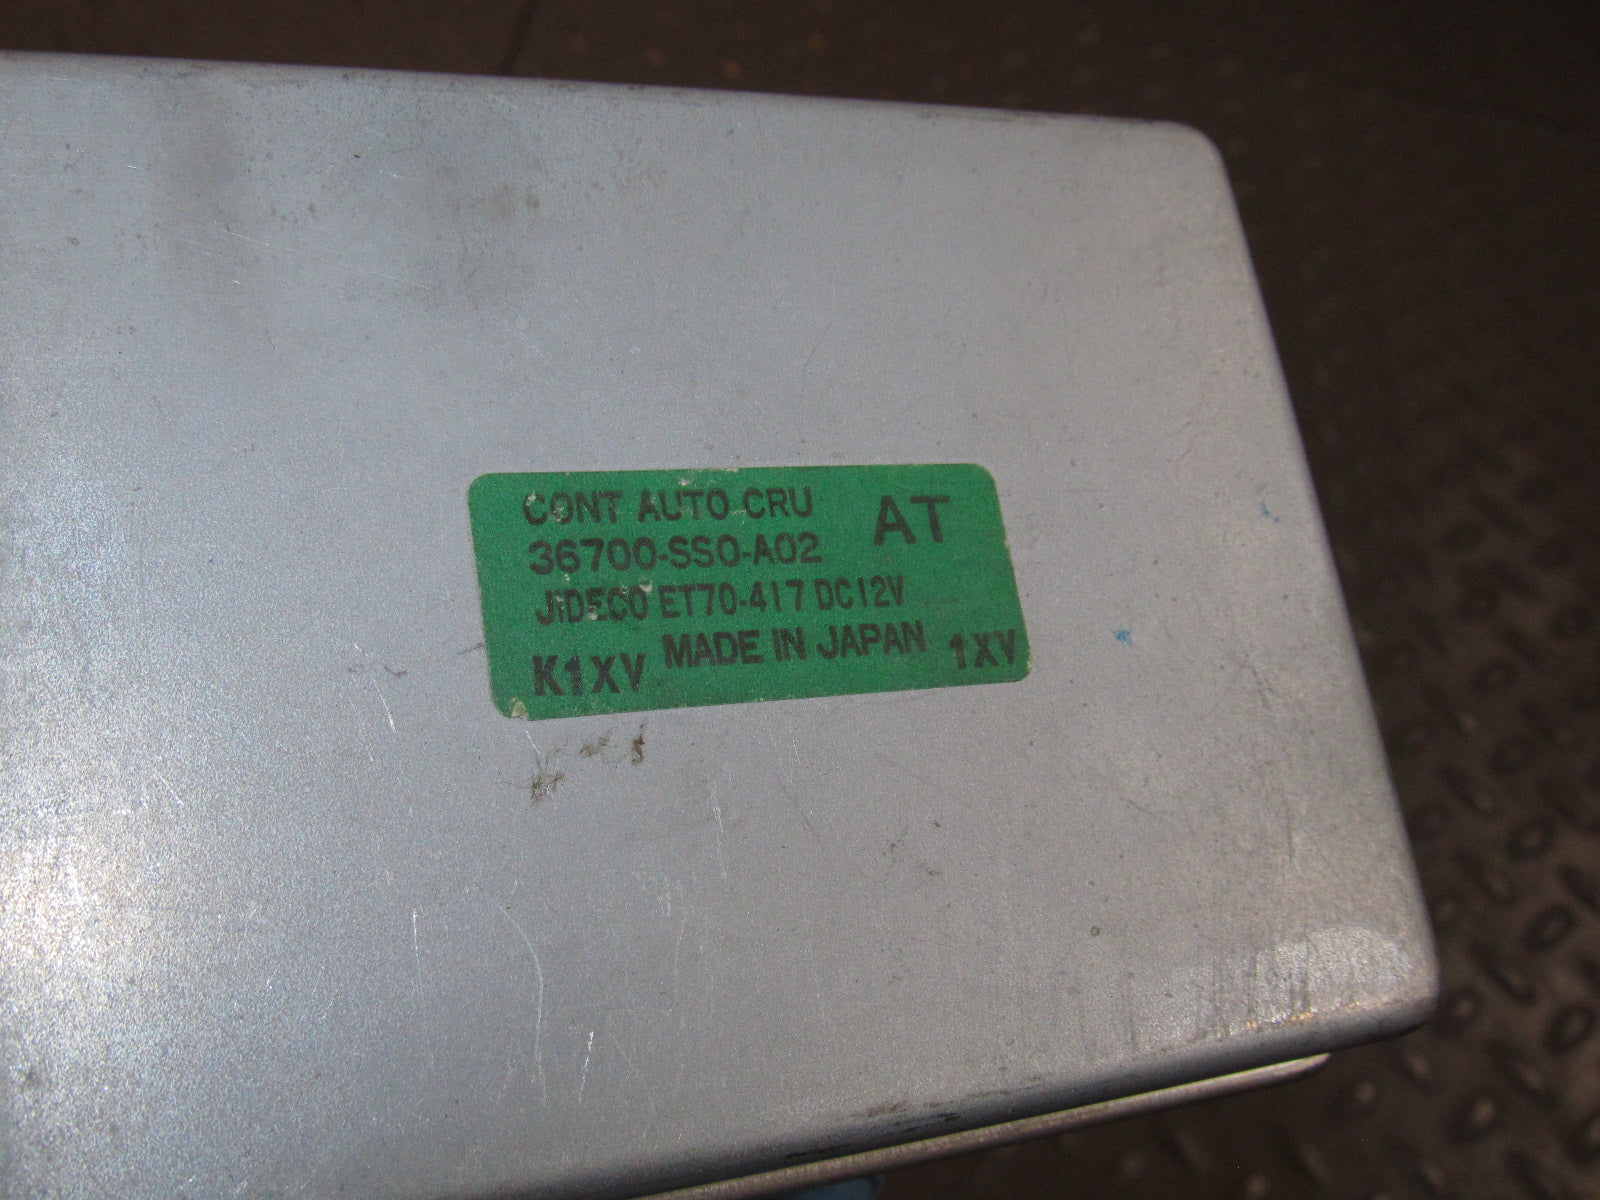 CONT AUTO CRU AT
36700-SS0-A02
JIDECO ET70-417 DC12V
MADE IN JAPAN
K1XV 1XV